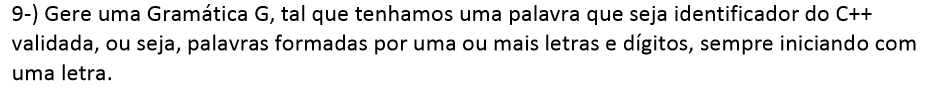 9-) Gere uma Gramática G, tal que tenhamos uma palavra que seja identificador do C++
validada, ou seja, palavras formadas por uma ou mais letras e dígitos, sempre iniciando com
uma letra.